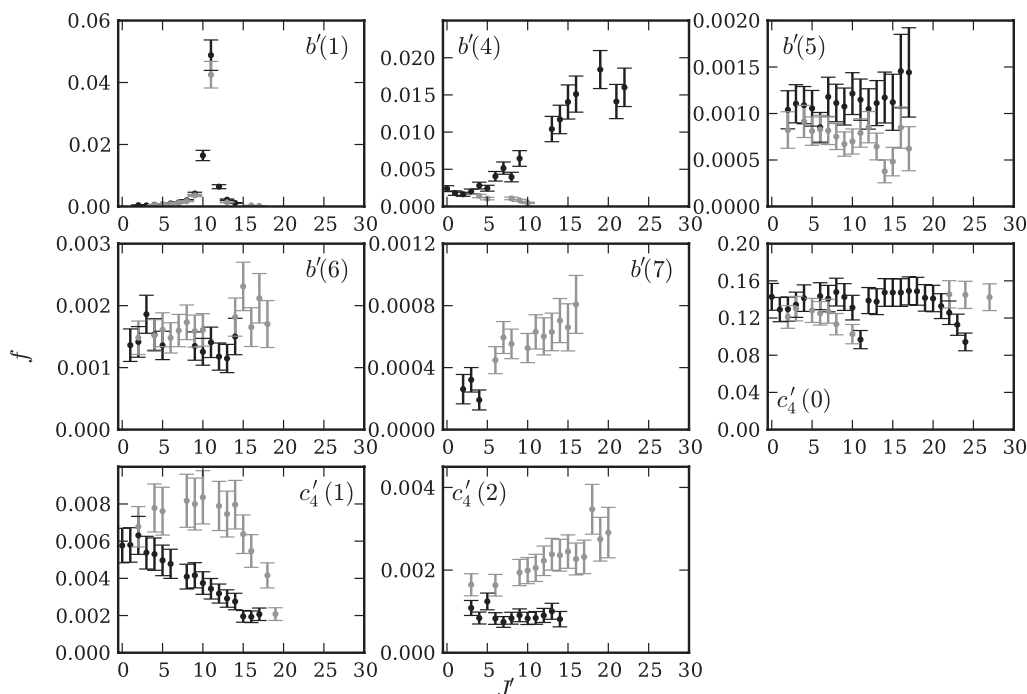 0.06
0.04
0.02
0.00
b′(1)
0 5 10 15 20 25 30
0.020
0.015
0.010
0.005
0.000
b′(4)
0 5 10 15 20 25 30
0.0020
0.0015
0.0010
0.0005
0.0000
b′(5)
0 5 10 15 20 25 30
0.003
0.002
0.001
0.000
b′(6)
0 5 10 15 20 25 30
0.0012
0.0008
0.0004
0.0000
b′(7)
0 5 10 15 20 25 30
0.20
0.16
0.12
0.08
0.04
0.00
c′4(0)
0 5 10 15 20 25 30
f
0.008
0.006
0.004
0.002
0.000
c′4(1)
0 5 10 15 20 25 30
0.004
0.002
0.000
c′4(2)
0 5 10 15 20 25 30
J′